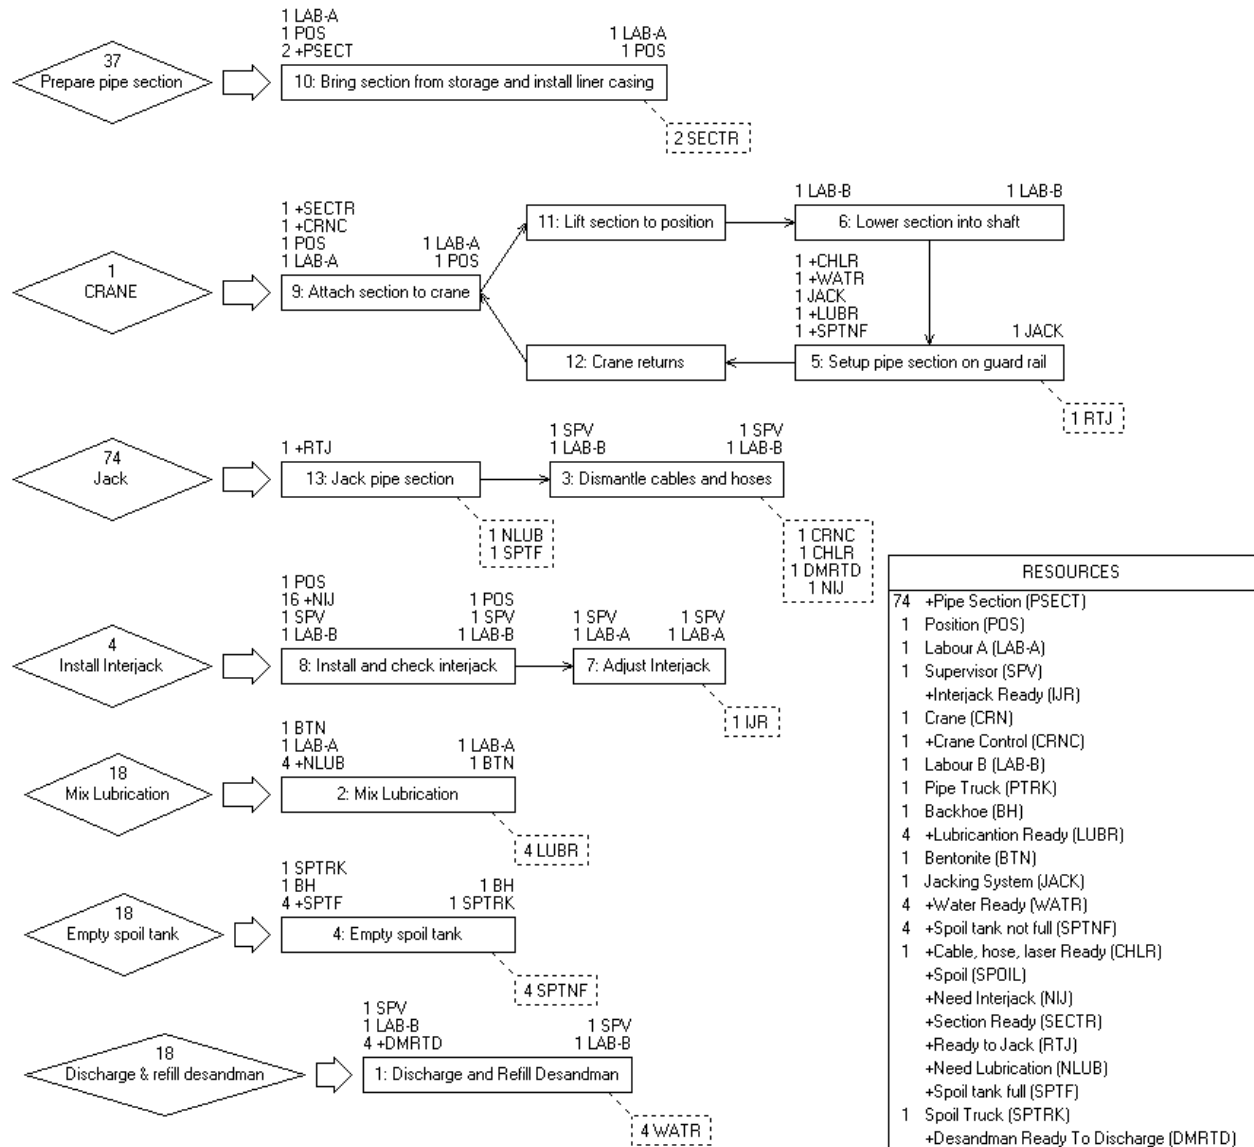 37
Prepare pipe section
1 LAB-A
1 POS
2 +PSECT
1 LAB-A
1 POS
10: Bring section from storage and install liner casing
2 SECTR
1
CRANE
1 +SECTR
1 +CRNC
1 POS
1 LAB-A
1 LAB-A
1 POS
9: Attach section to crane
11: Lift section to position
1 LAB-B
1 LAB-B
6: Lower section into shaft
1 +CHLR
1 +WATR
1 JACK
1 +LUBR
1 +SPTNF
1 JACK
12: Crane returns
5: Setup pipe section on guard rail
1 RTJ
74
Jack
1 +RTJ
13: Jack pipe section
1 NLUB
1 SPTF
1 SPV
1 LAB-B
1 SPV
1 LAB-B
3: Dismantle cables and hoses
1 CRNC
1 CHLR
1 DMRTD
1 NIJ
4
Install Interjack
1 POS
16 +NIJ
1 SPV
1 LAB-B
1 POS
1 SPV
1 LAB-B
8: Install and check interjack
1 SPV
1 LAB-A
1 SPV
1 LAB-A
7: Adjust Interjack
1 IJR
18
Mix Lubrication
1 BTN
1 LAB-A
4 +NLUB
1 LAB-A
1 BTN
2: Mix Lubrication
4 LUBR
18
Empty spoil tank
1 SPTRK
1 BH
4 +SPTF
1 BH
1 SPTRK
4: Empty spoil tank
4 SPTNF
18
Discharge & refill desandman
1 SPV
1 LAB-B
4 +DMRTD
1 SPV
1 LAB-B
1: Discharge and Refill Desandman
4 WATR
RESOURCES
74 +Pipe Section (PSECT)
1 Position (POS)
1 Labour A (LAB-A)
1 Supervisor (SPV)
+Interjack Ready (IJR)
1 Crane (CRN)
1 +Crane Control (CRNC)
1 Labour B (LAB-B)
1 Pipe Truck (PTRK)
1 Backhoe (BH)
4 +Lubricantion Ready (LUBR)
1 Bentonite (BTN)
1 Jacking System (JACK)
4 +Water Ready (WATR)
4 +Spoil tank not full (SPTNF)
1 +Cable, hose, laser Ready (CHLR)
+Spoil (SPOIL)
+Need Interjack (NIJ)
+Section Ready (SECTR)
+Ready to Jack (RTJ)
+Need Lubrication (NLUB)
+Spoil tank full (SPTF)
1 Spoil Truck (SPTRK)
+Desandman Ready To Discharge (DMRTD)